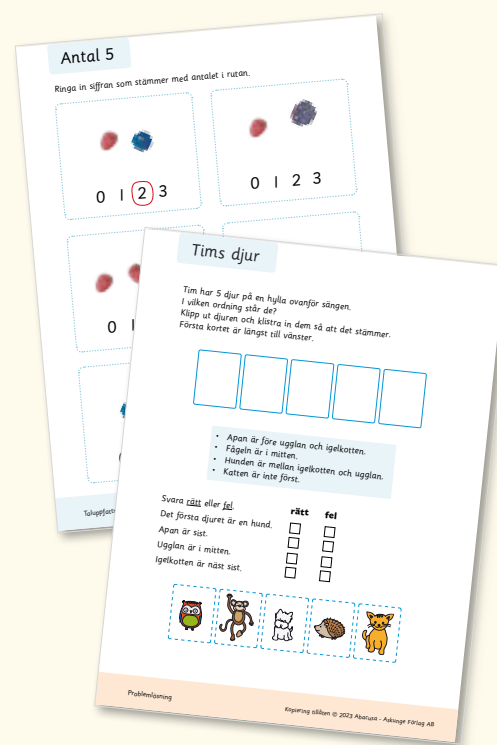 Antal 5
Ringa in siffran som stämmer med antalet i rutan.
0 1 2 3
0 1 2 3
0 1
Tims djur
Tim har 5 djur på en hylla ovanför sängen.
I vilken ordning står de?
Klipp ut djuren och klistra in dem så att det stämmer.
Första kortet är längst till vänster.
• Apan är före ugglan och igelkotten.
• Fågeln är i mitten.
• Hunden är mellan igelkotten och ugglan.
• Katten är inte först.
Svara rätt eller fel.
rätt fel
Det första djuret är en hund.
Apan är sist.
Ugglan är i mitten.
Igelkotten är näst sist.
Problemlösning
Kopiering tillåten © 2023 Abacusa - Askunge Förlag AB